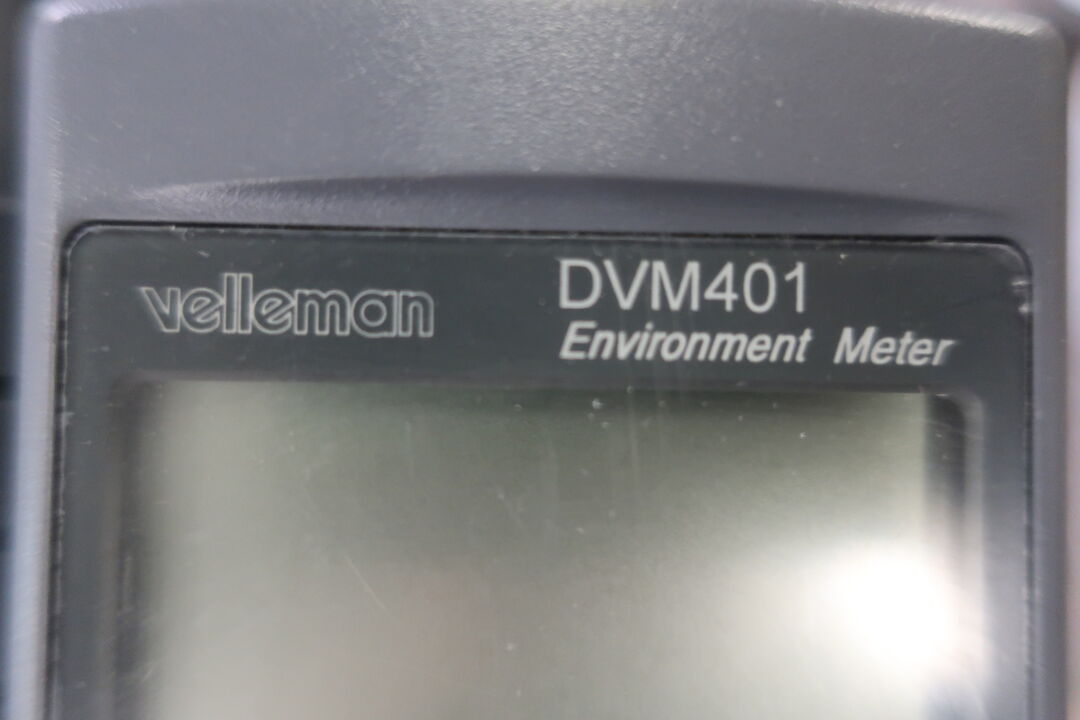 velleman
DVM401
Environment Meter